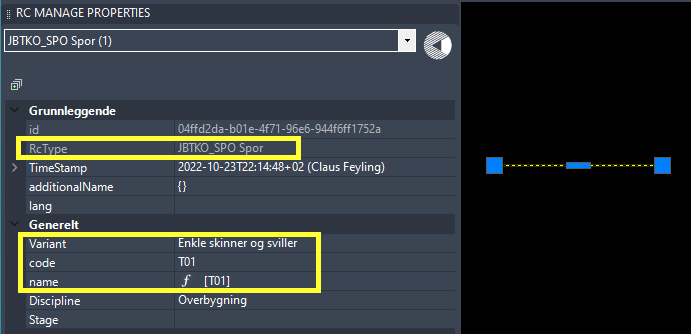 RC MANAGE PROPERTIES
JBTKO_SPO Spor (1)
Grunnleggende
id 04ffd2da-b01e-4f71-96e6-944f6ff1752a
RcType JBTKO_SPO Spor
TimeStamp 2022-10-23T22:14:48+02 (Claus Feyling)
additionalName {}
lang
Generelt
Variant Enkle skinner og sviller
code T01
name f [T01]
Discipline Overbygning
Stage